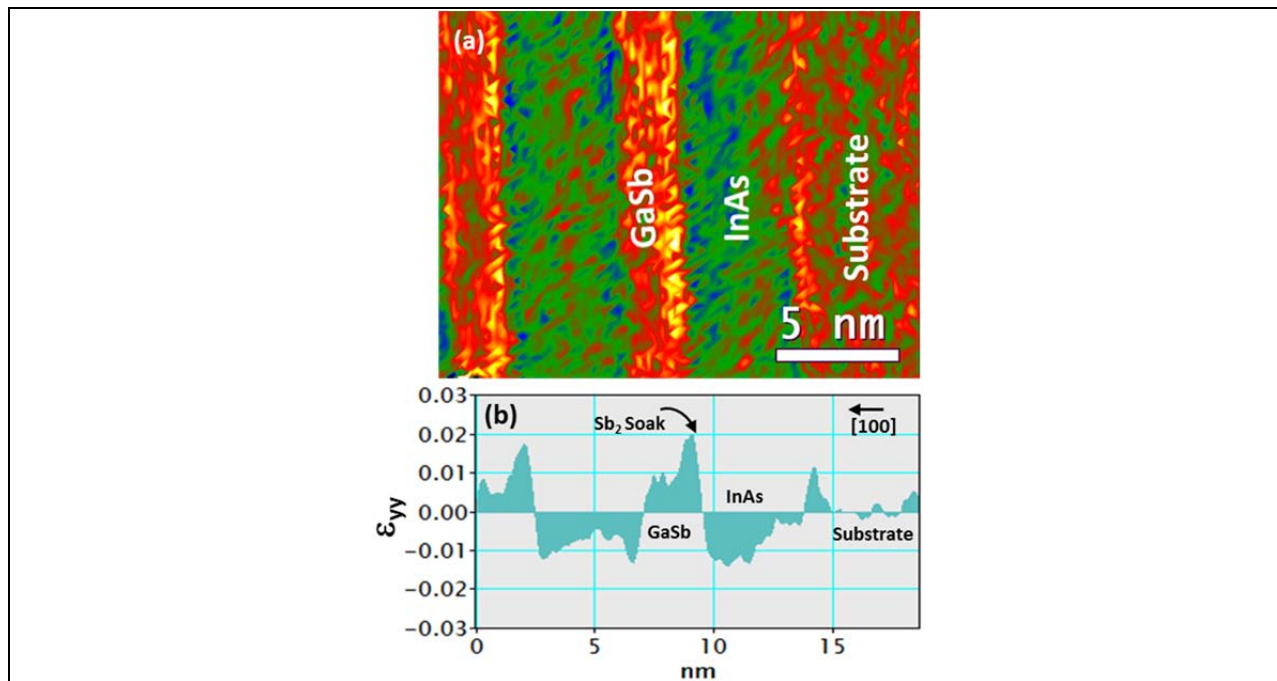 (a)
GaSb
InAs
Substrate
5 nm
(b)
0.03
0.02
0.01
0.00
-0.01
-0.02
-0.03
εyy
Sb₂ Soak
[100]
InAs
GaSb
Substrate
0 5 10 15
nm